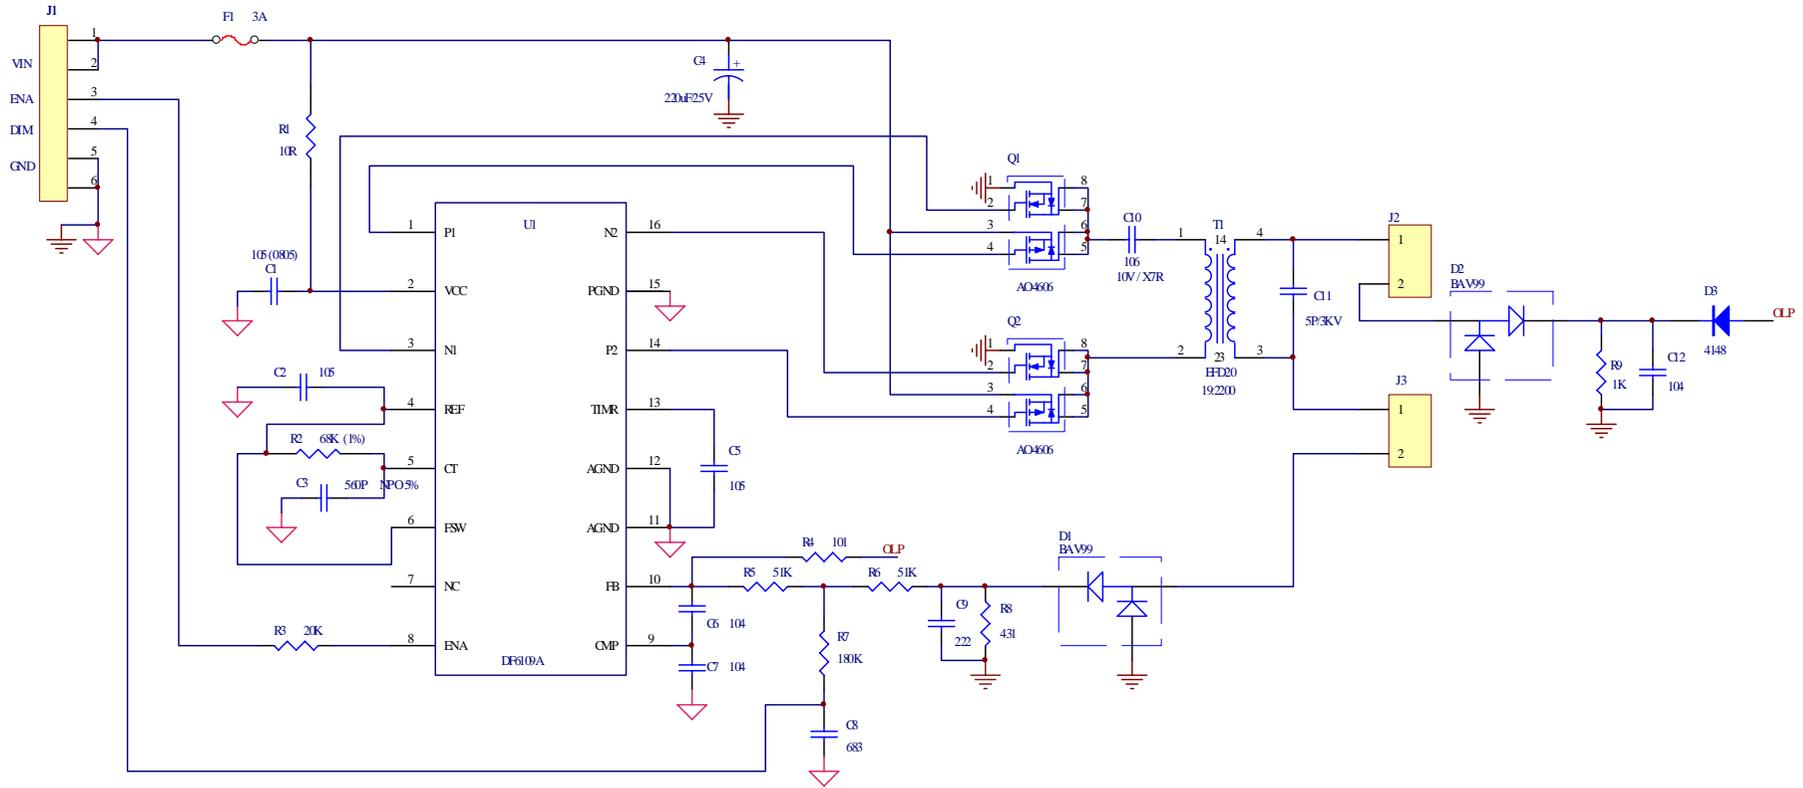 J1
F1 3A
1
VIN 2
ENA 3
DIM 4
5
GND
6
C4
+
220uF/25V
R1
10R
105 (0805)
C1
C2 105
R2 68K (1%)
C3 560P NPO 5%
R3 20K
U1
1 P1
2 VCC
3 N1
4 REF
5 CT
6 FSW
7 NC
8 ENA
N2 16
PGND 15
P2 14
TIMR 13
AGND 12
AGND 11
FB 10
CMP 9
DF6109A
C5
105
R4 101 OLP
R5 51K
R6 51K
C6 104
C7 104
R7
180K
C8
683
C9
222
R8
431
D1
BAV99
Q1
1 8
2 7
3 6
4 5
AO4606
Q2
1 8
2 7
3 6
4 5
AO4606
C10
106
10V / X7R
T1
1 14 4
2 23 3
EFD20
19:2200
C11
5P/3KV
J2
1
2
J3
1
2
D2
BAV99
R9
1K
C12
104
D3
4148
OLP